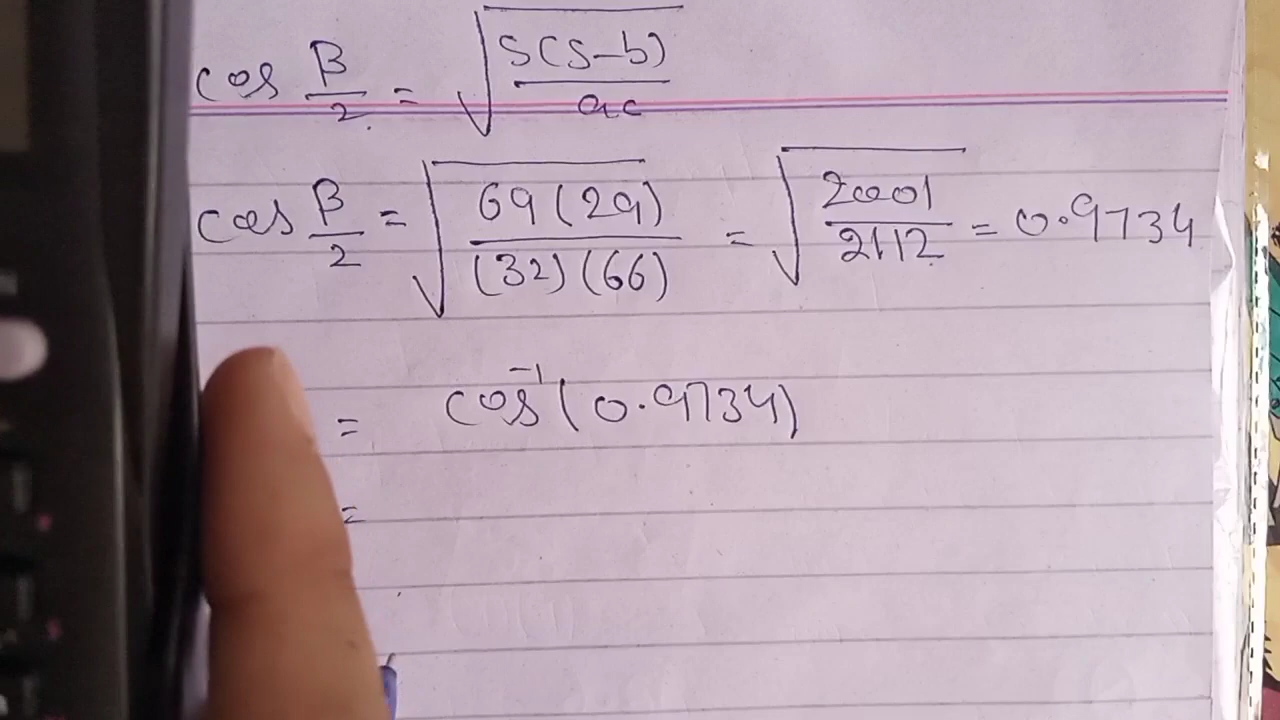 cos β/2 = √(S(S-b)/ac)
cos β/2 = √(69(29)/(32)(66)) = √(2001/2112) = 0.9734
= cos⁻¹(0.9734)
=